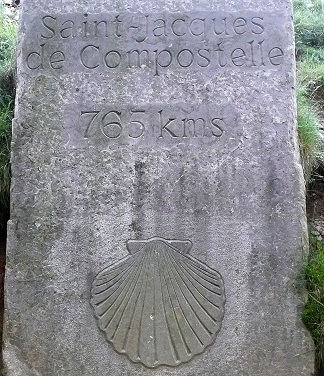 Saint-Jacques
de Compostelle
765 kms